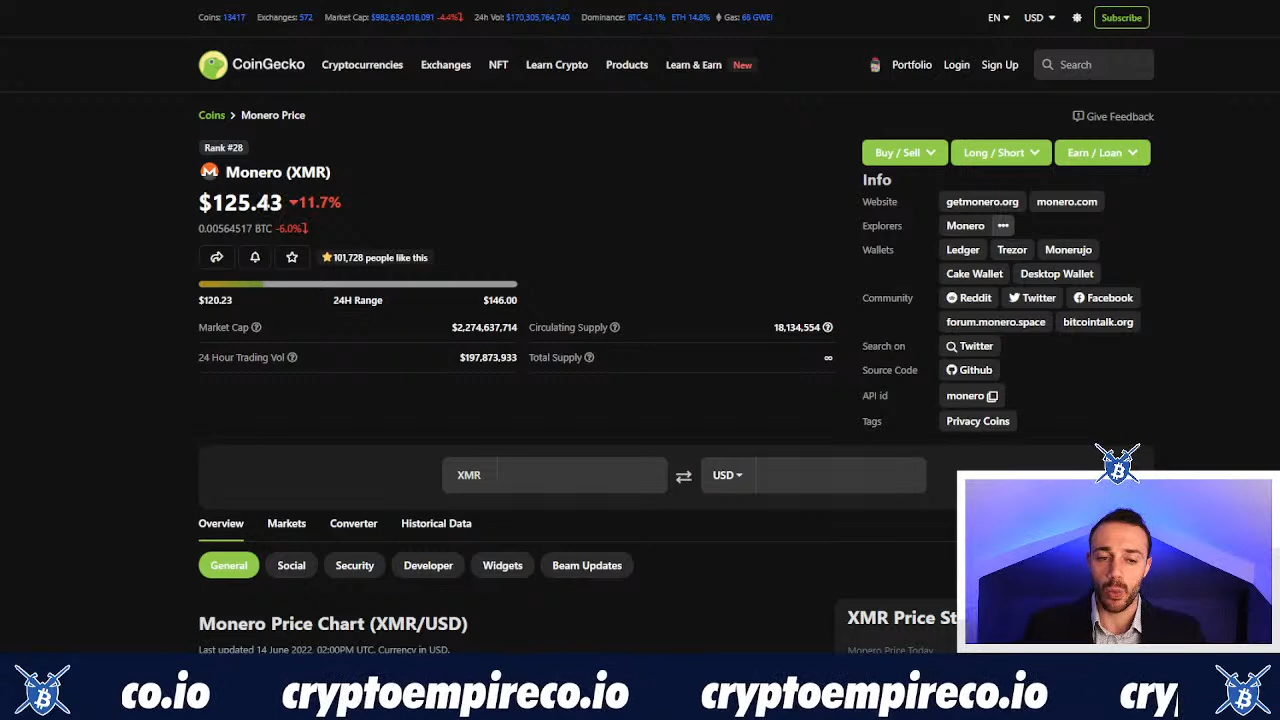 Coins: 13417 Exchanges: 572 Market Cap: $982,634,018,091 -4.4% 24h Vol: $170,305,764,740 Dominance: BTC 43.1% ETH 14.8% Gas: 68 GWEI EN USD Subscribe
CoinGecko Cryptocurrencies Exchanges NFT Learn Crypto Products Learn & Earn New Portfolio Login Sign Up Search
Coins > Monero Price Give Feedback
Rank #28
Buy / Sell Long / Short Earn / Loan
Monero (XMR)
Info
$125.43 11.7%
Website getmonero.org monero.com
0.00564517 BTC -6.0%
Explorers Monero •••
Wallets Ledger Trezor Monerujo
101,728 people like this
Cake Wallet Desktop Wallet
$120.23 24H Range $146.00
Community Reddit Twitter Facebook
forum.monero.space bitcointalk.org
Market Cap $2,274,637,714 Circulating Supply 18,134,554
Search on Twitter
24 Hour Trading Vol $197,873,933 Total Supply ∞
Source Code Github
API id monero
Tags Privacy Coins
XMR USD
Overview Markets Converter Historical Data
General Social Security Developer Widgets Beam Updates
Monero Price Chart (XMR/USD)
XMR Price St
Last updated 14 June 2022, 02:00PM UTC. Currency in USD.
Monero Price Today
co.io cryptoempireco.io cryptoempireco.io cry